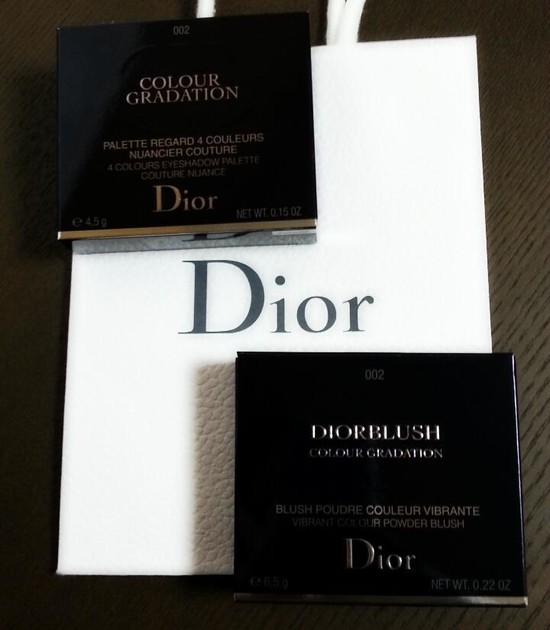 002
COLOUR
GRADATION
PALETTE REGARD 4 COULEURS
NUANCIER COUTURE
4 COLOURS EYESHADOW PALETTE
COUTURE NUANCE
Dior
℮ 4,5 g
NET WT. 0.15 OZ
Dior
002
DIORBLUSH
COLOUR GRADATION
BLUSH POUDRE COULEUR VIBRANTE
VIBRANT COLOUR POWDER BLUSH
Dior
℮ 6,5 g
NET WT. 0.22 OZ